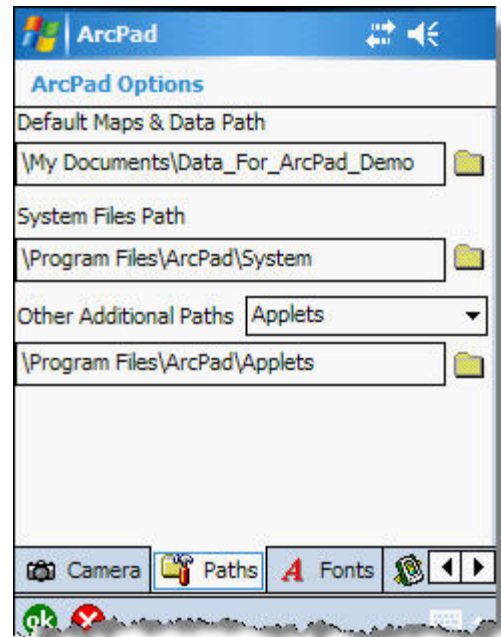 ArcPad
ArcPad Options
Default Maps & Data Path
\My Documents\Data_For_ArcPad_Demo
System Files Path
\Program Files\ArcPad\System
Other Additional Paths Applets
\Program Files\ArcPad\Applets
Camera Paths A Fonts
ok